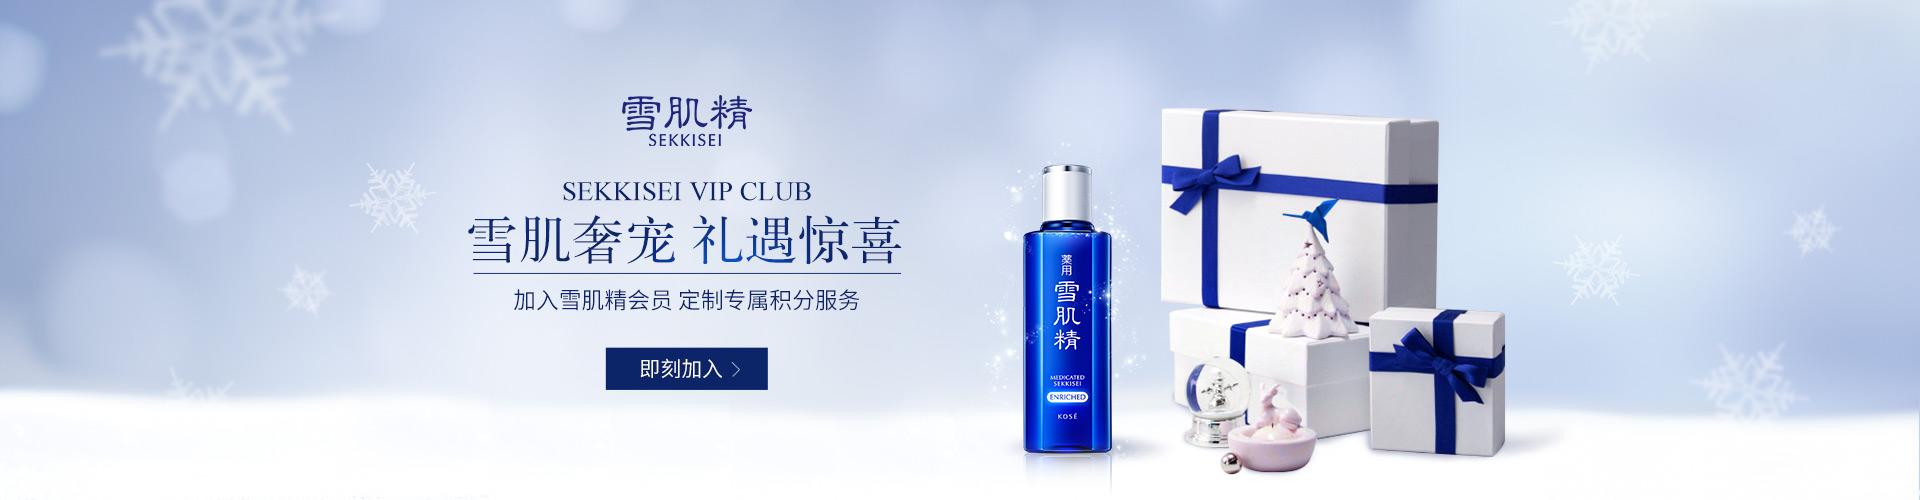 雪肌精
SEKKISEI
SEKKISEI VIP CLUB
雪肌奢宠 礼遇惊喜
加入雪肌精会员 定制专属积分服务
即刻加入 >
薬用
雪肌精
MEDICATED
SEKKISEI
ENRICHED
KOSÉ